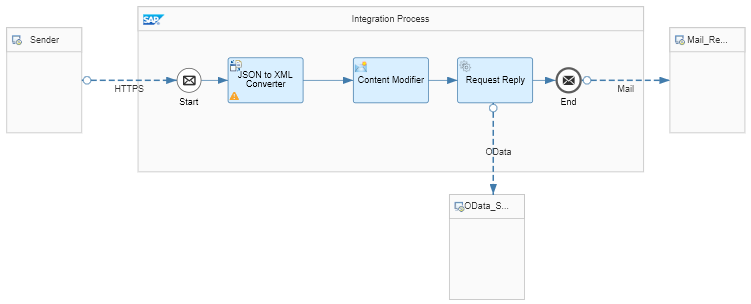 SAP
Integration Process
Sender
Mail_Re...
JSON to XML
Converter
Content Modifier
Request Reply
HTTPS
Start
End
Mail
OData
OData_S...